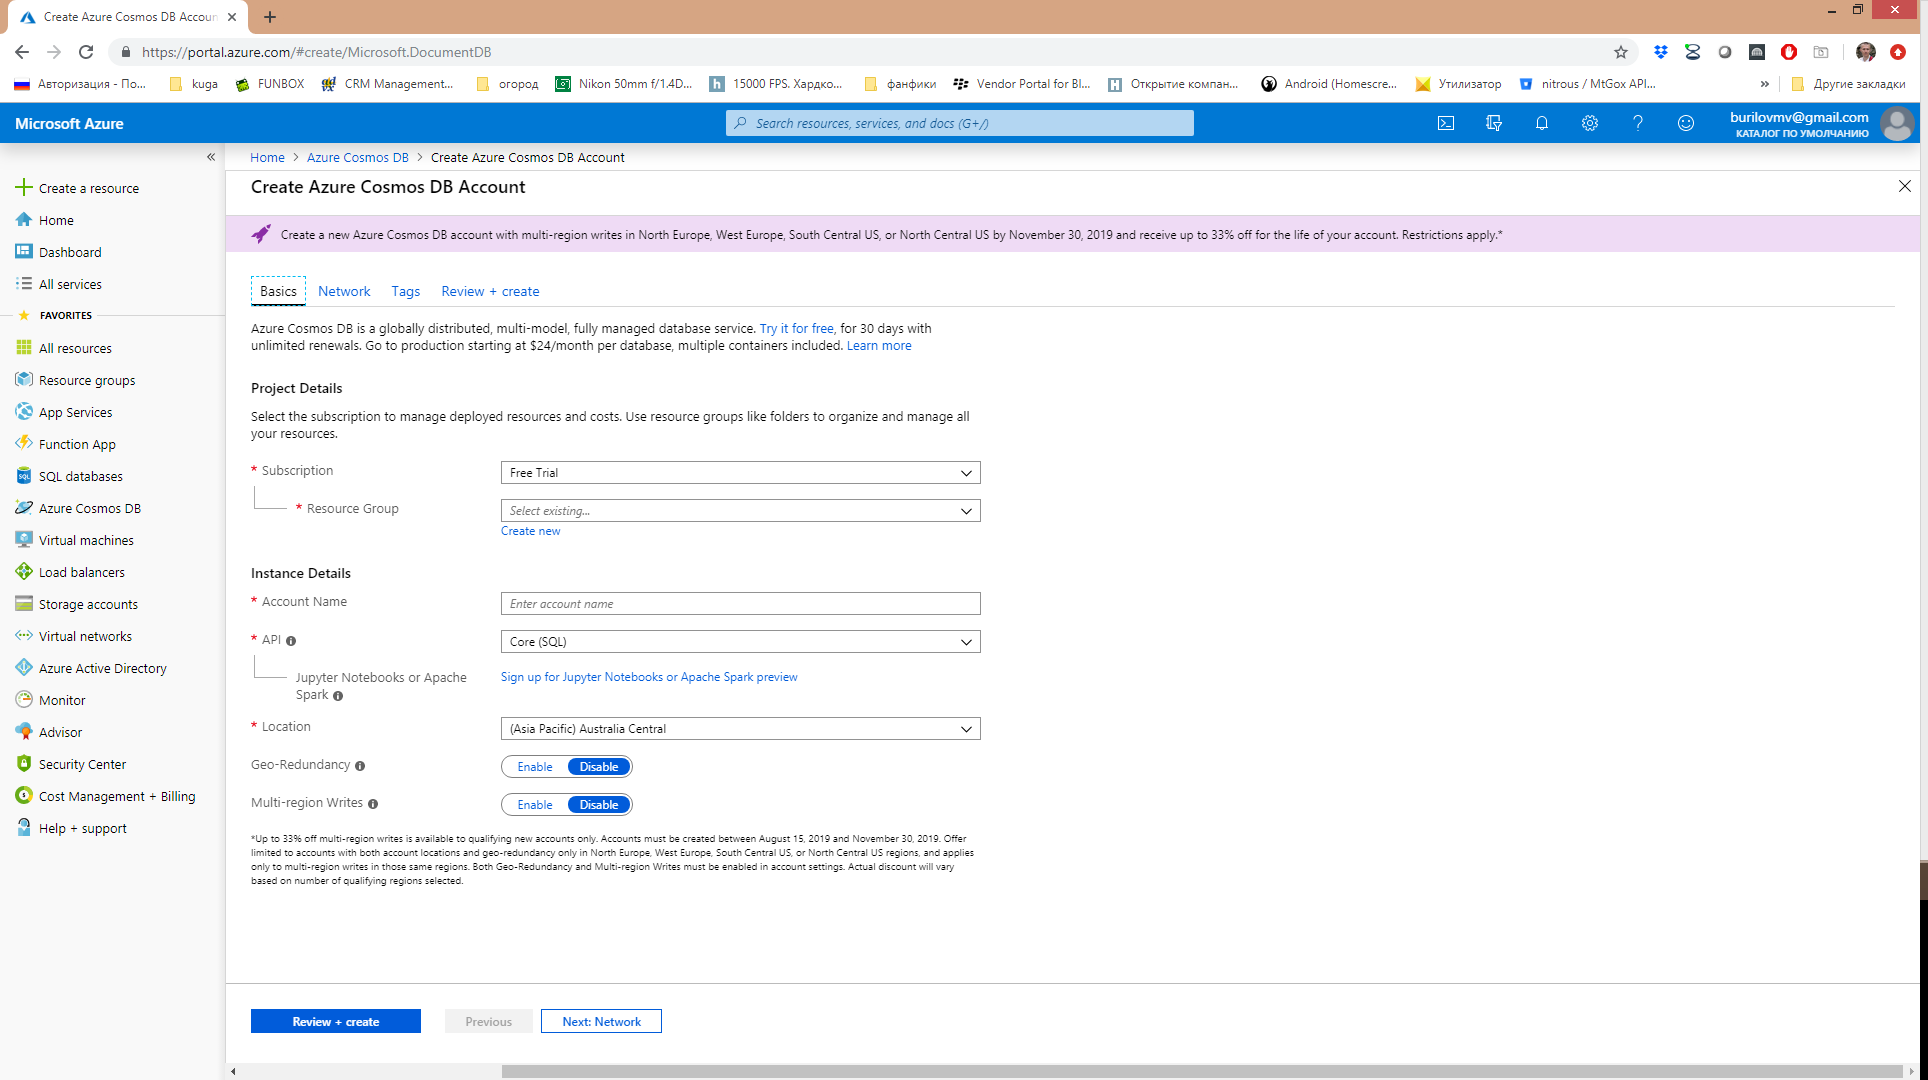 Create Azure Cosmos DB Accoun
https://portal.azure.com/#create/Microsoft.DocumentDB
Авторизация - По...
kuga
FUNBOX
CRM Management...
огород
Nikon 50mm f/1.4D...
15000 FPS. Хардко...
фанфики
Vendor Portal for Bl...
Открытие компан...
Android (Homescre...
Утилизатор
nitrous / MtGox API...
»
Другие закладки
Microsoft Azure
Search resources, services, and docs (G+/)
burilovmv@gmail.com
КАТАЛОГ ПО УМОЛЧАНИЮ
«
Create a resource
Home
Dashboard
All services
FAVORITES
All resources
Resource groups
App Services
Function App
SQL databases
Azure Cosmos DB
Virtual machines
Load balancers
Storage accounts
Virtual networks
Azure Active Directory
Monitor
Advisor
Security Center
Cost Management + Billing
Help + support
Home > Azure Cosmos DB > Create Azure Cosmos DB Account
Create Azure Cosmos DB Account
Create a new Azure Cosmos DB account with multi-region writes in North Europe, West Europe, South Central US, or North Central US by November 30, 2019 and receive up to 33% off for the life of your account. Restrictions apply.*
Basics Network Tags Review + create
Azure Cosmos DB is a globally distributed, multi-model, fully managed database service. Try it for free, for 30 days with
unlimited renewals. Go to production starting at $24/month per database, multiple containers included. Learn more
Project Details
Select the subscription to manage deployed resources and costs. Use resource groups like folders to organize and manage all
your resources.
* Subscription
Free Trial
* Resource Group
Select existing...
Create new
Instance Details
* Account Name
Enter account name
* API
Core (SQL)
Jupyter Notebooks or Apache
Spark
Sign up for Jupyter Notebooks or Apache Spark preview
* Location
(Asia Pacific) Australia Central
Geo-Redundancy
Enable Disable
Multi-region Writes
Enable Disable
*Up to 33% off multi-region writes is available to qualifying new accounts only. Accounts must be created between August 15, 2019 and November 30, 2019. Offer
limited to accounts with both account locations and geo-redundancy only in North Europe, West Europe, South Central US, or North Central US regions, and applies
only to multi-region writes in those same regions. Both Geo-Redundancy and Multi-region Writes must be enabled in account settings. Actual discount will vary
based on number of qualifying regions selected.
Review + create
Previous
Next: Network